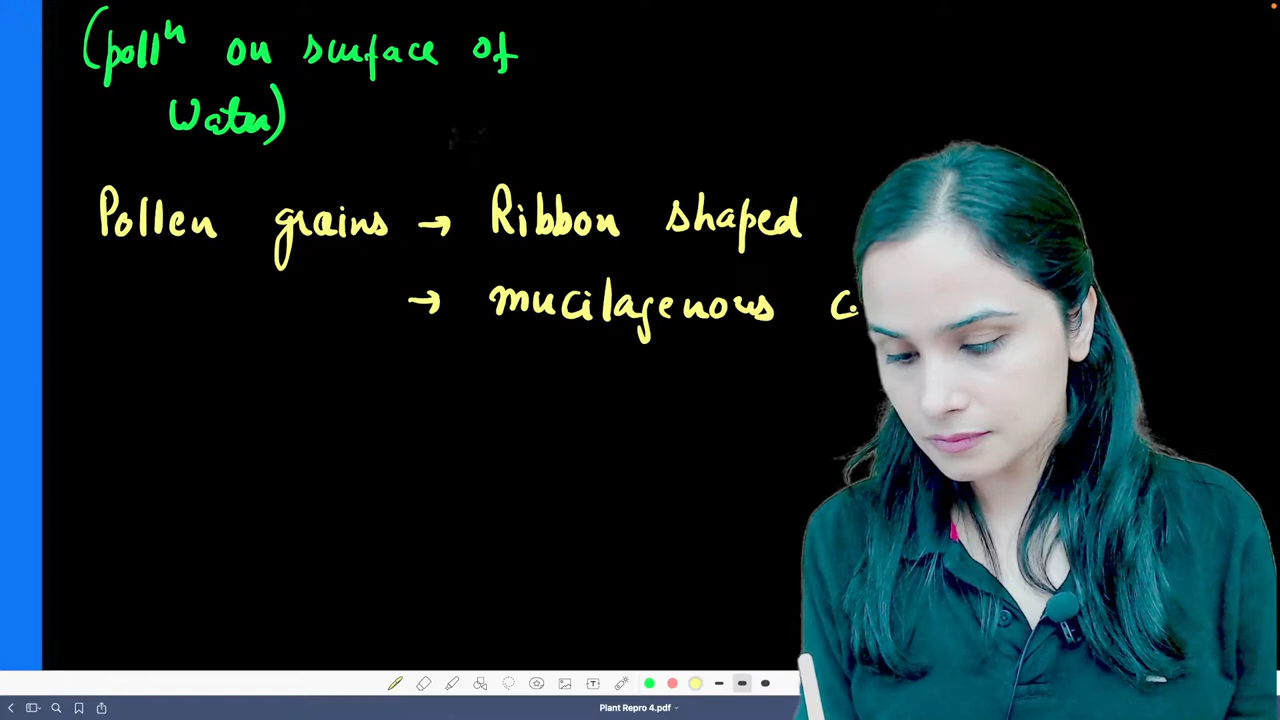 (pollⁿ on surface of
Water)
Pollen grains → Ribbon shaped
→ mucilagenous
Plant Repro 4.pdf